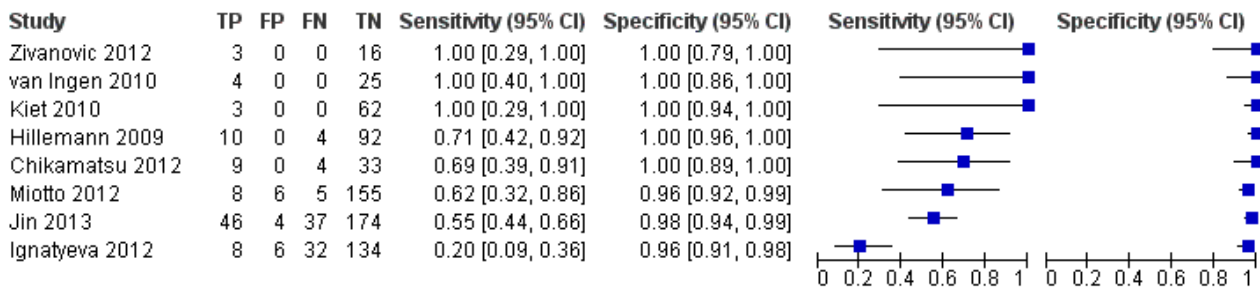 Study TP FP FN TN Sensitivity (95% CI) Specificity (95% CI) Sensitivity (95% CI) Specificity (95% CI)
Zivanovic 2012 3 0 0 16 1.00 [0.29, 1.00] 1.00 [0.79, 1.00]
van Ingen 2010 4 0 0 25 1.00 [0.40, 1.00] 1.00 [0.86, 1.00]
Kiet 2010 3 0 0 62 1.00 [0.29, 1.00] 1.00 [0.94, 1.00]
Hillemann 2009 10 0 4 92 0.71 [0.42, 0.92] 1.00 [0.96, 1.00]
Chikamatsu 2012 9 0 4 33 0.69 [0.39, 0.91] 1.00 [0.89, 1.00]
Miotto 2012 8 6 5 155 0.62 [0.32, 0.86] 0.96 [0.92, 0.99]
Jin 2013 46 4 37 174 0.55 [0.44, 0.66] 0.98 [0.94, 0.99]
Ignatyeva 2012 8 6 32 134 0.20 [0.09, 0.36] 0.96 [0.91, 0.98]
0 0.2 0.4 0.6 0.8 1 0 0.2 0.4 0.6 0.8 1